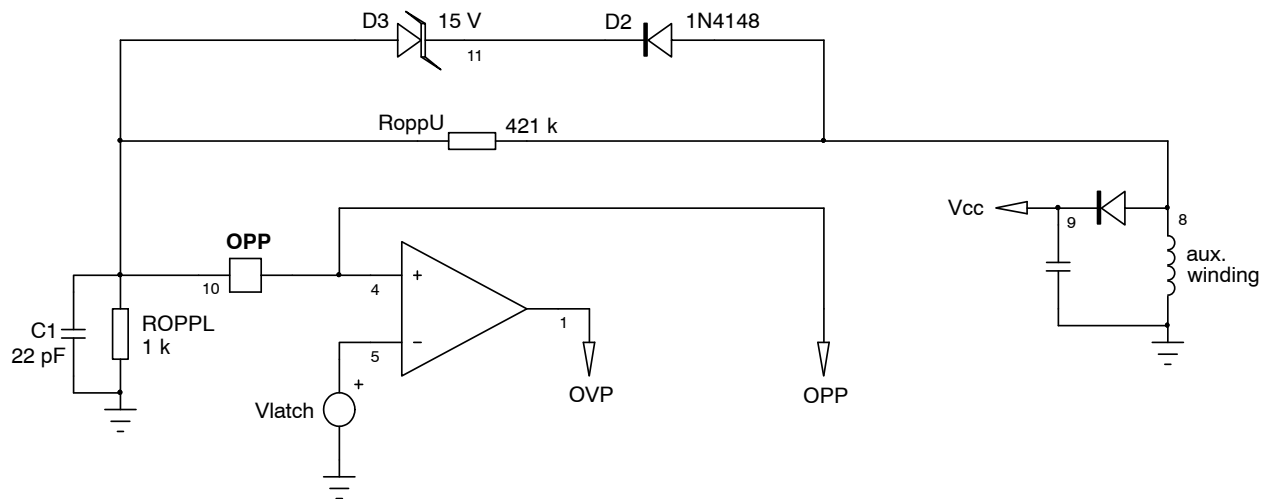 D3 15 V
D2 1N4148
11
RoppU 421 k
Vcc
9
8
aux.
winding
OPP
10
4
+
1
5
−
C1
22 pF
ROPPL
1 k
Vlatch
+
OVP
OPP